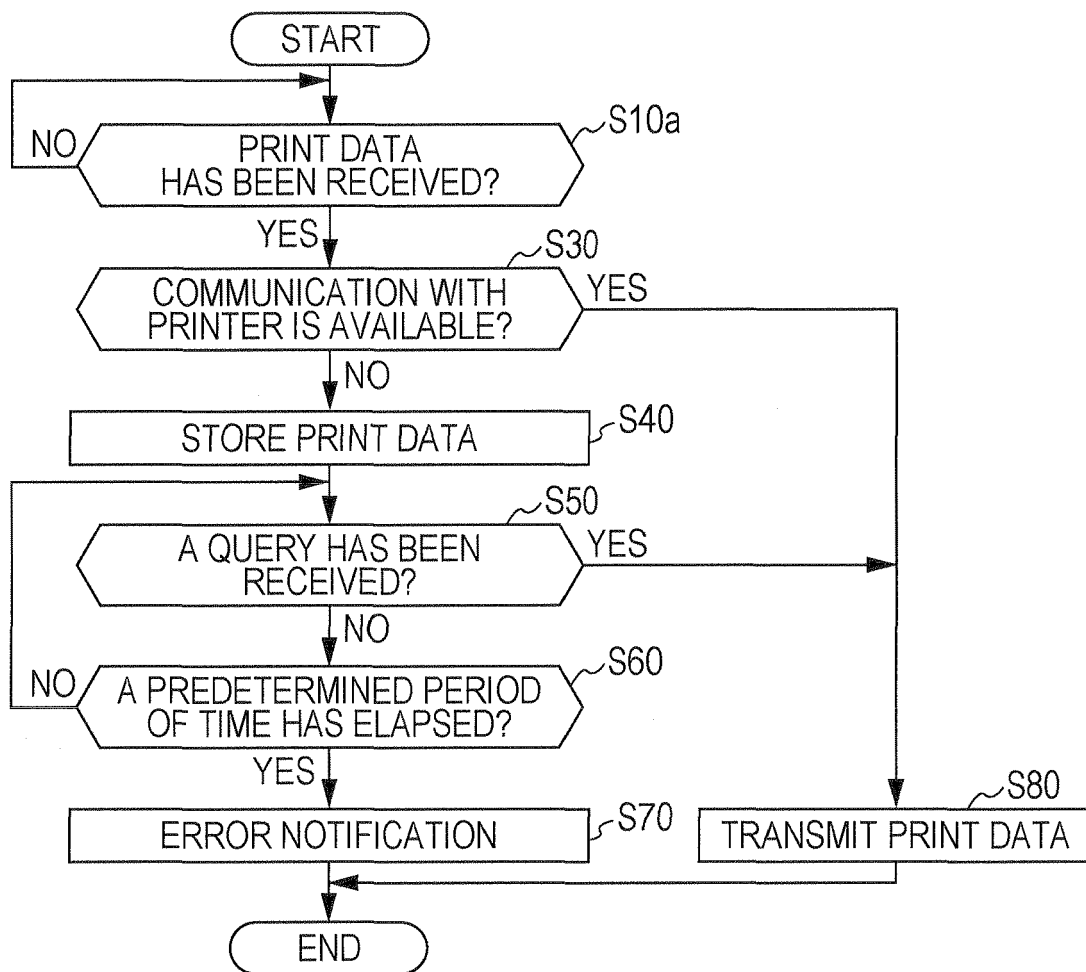 START
S10a
NO
PRINT DATA
HAS BEEN RECEIVED?
YES
S30
COMMUNICATION WITH
PRINTER IS AVAILABLE?
YES
NO
STORE PRINT DATA
S40
S50
A QUERY HAS BEEN
RECEIVED?
YES
NO
S60
NO
A PREDETERMINED PERIOD
OF TIME HAS ELAPSED?
YES
S80
ERROR NOTIFICATION
S70
TRANSMIT PRINT DATA
END